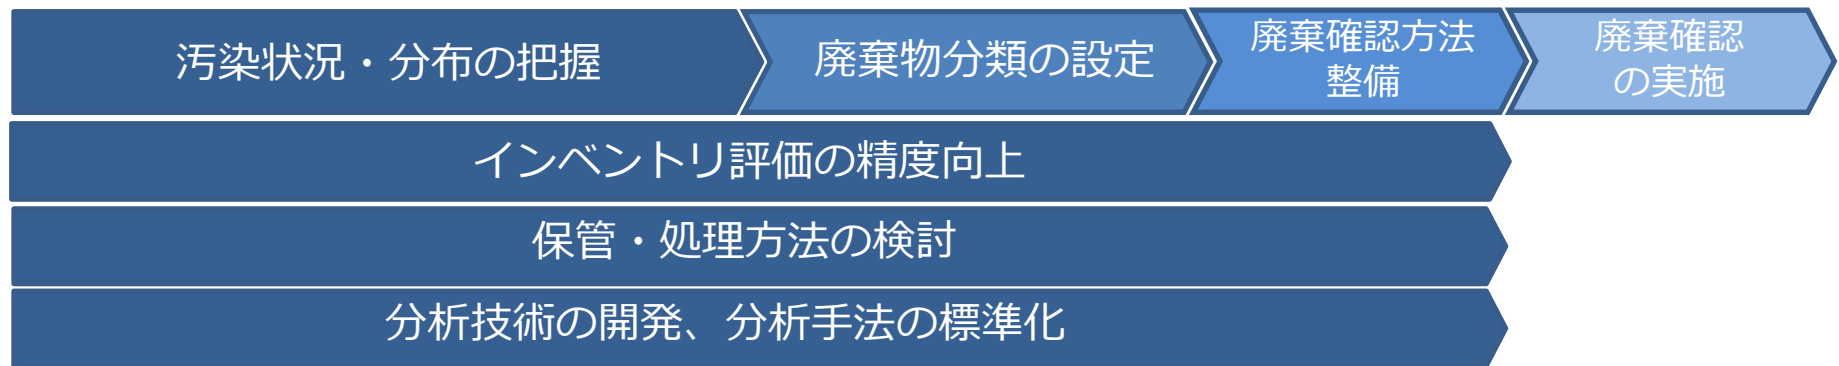 汚染状況・分布の把握
廃棄物分類の設定
廃棄確認方法
整備
廃棄確認
の実施
インベントリ評価の精度向上
保管・処理方法の検討
分析技術の開発、分析手法の標準化